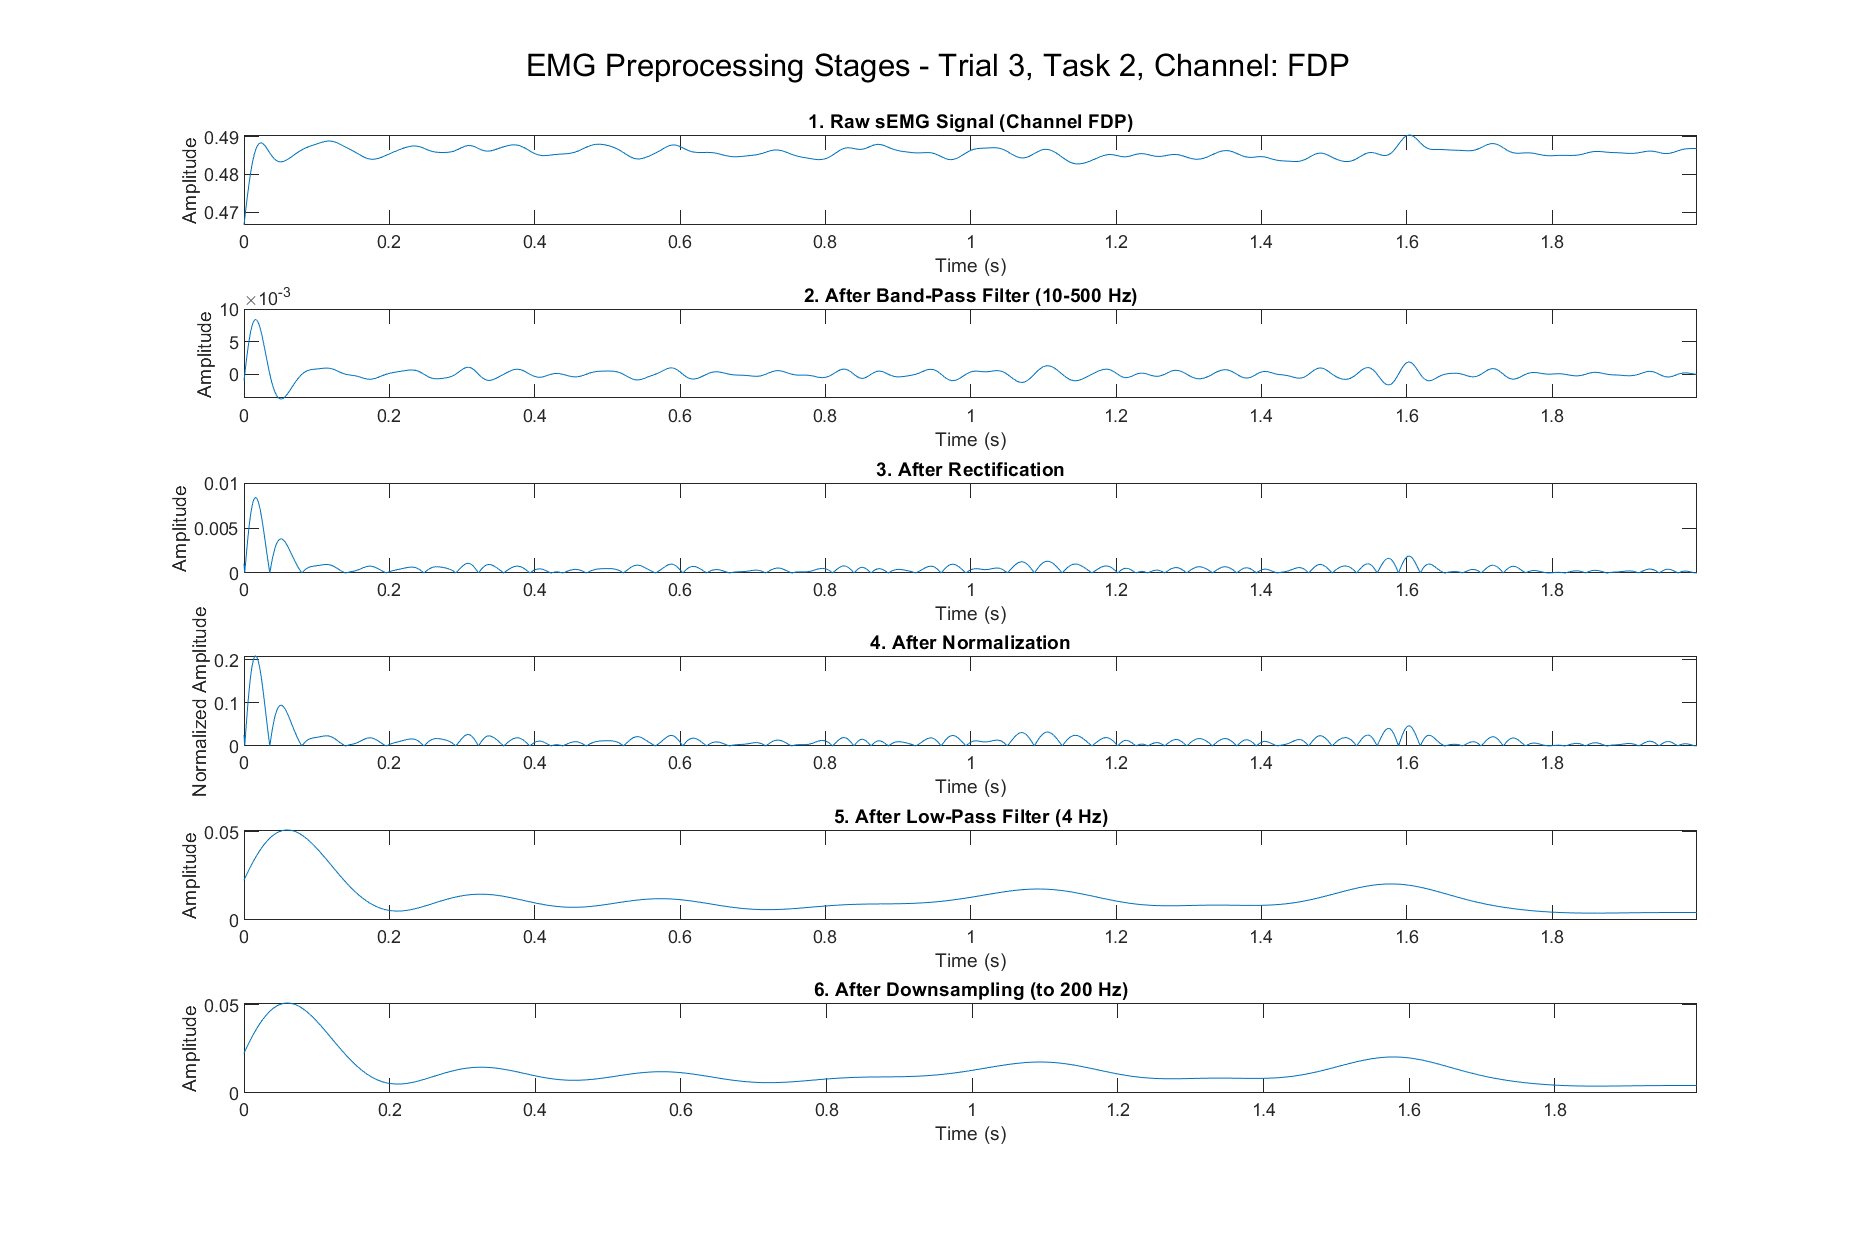 EMG Preprocessing Stages - Trial 3, Task 2, Channel: FDP
1. Raw sEMG Signal (Channel FDP)
Amplitude
0.49
0.48
0.47
0 0.2 0.4 0.6 0.8 1 1.2 1.4 1.6 1.8
Time (s)
2. After Band-Pass Filter (10-500 Hz)
×10⁻³
Amplitude
10
5
0
0 0.2 0.4 0.6 0.8 1 1.2 1.4 1.6 1.8
Time (s)
3. After Rectification
Amplitude
0.01
0.005
0
0 0.2 0.4 0.6 0.8 1 1.2 1.4 1.6 1.8
Time (s)
4. After Normalization
Normalized Amplitude
0.2
0.1
0
0 0.2 0.4 0.6 0.8 1 1.2 1.4 1.6 1.8
Time (s)
5. After Low-Pass Filter (4 Hz)
Amplitude
0.05
0
0 0.2 0.4 0.6 0.8 1 1.2 1.4 1.6 1.8
Time (s)
6. After Downsampling (to 200 Hz)
Amplitude
0.05
0
0 0.2 0.4 0.6 0.8 1 1.2 1.4 1.6 1.8
Time (s)